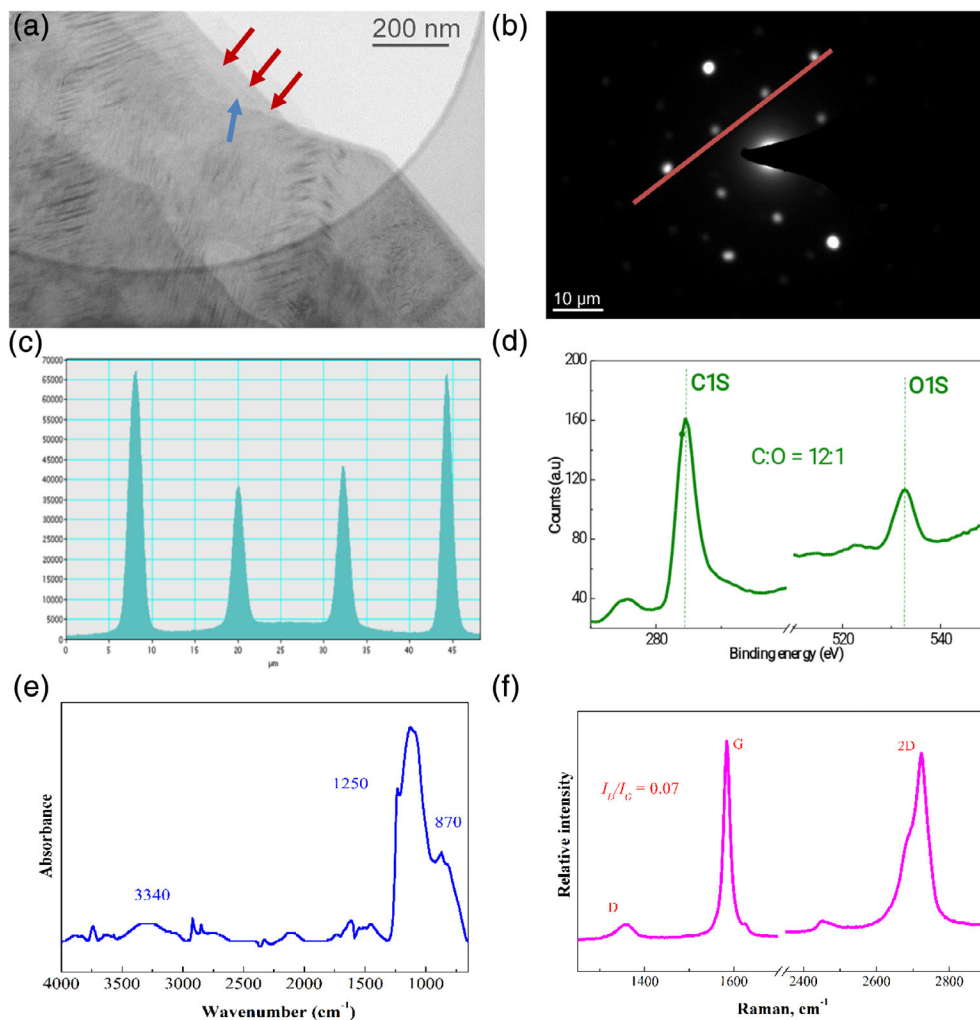 (a)
200 nm
(b)
10 µm
(c)
70000
65000
60000
55000
50000
45000
40000
35000
30000
25000
20000
15000
10000
5000
0
0 5 10 15 20 25 30 35 40 45
µm
(d)
200
160
120
80
40
Counts (a.u)
C1S
O1S
C:O = 12:1
280 520 540
Binding energy (eV)
(e)
Absorbance
1250
870
3340
4000 3500 3000 2500 2000 1500 1000
Wavenumber (cm⁻¹)
(f)
Relative intensity
G
2D
I_D/I_G = 0.07
D
1400 1600 2400 2600 2800
Raman, cm⁻¹